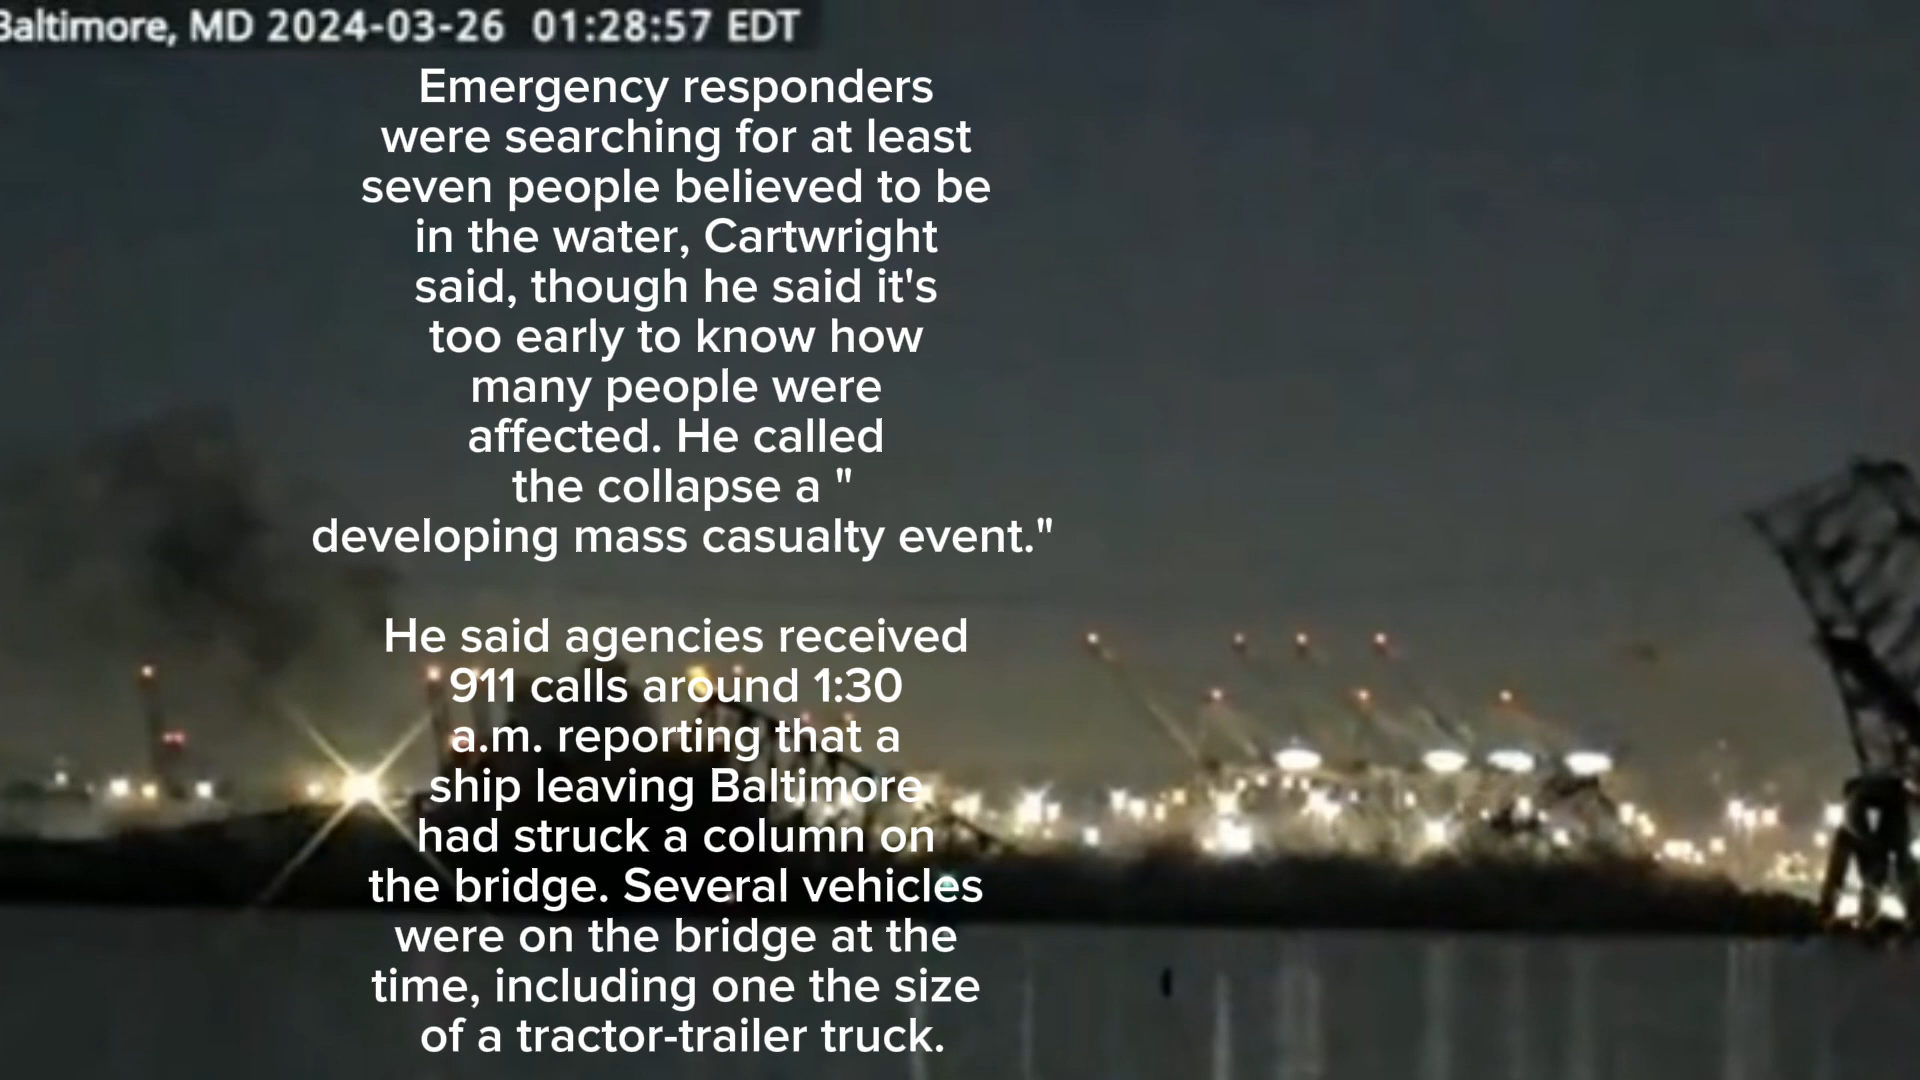 Baltimore, MD 2024-03-26 01:28:57 EDT
Emergency responders
were searching for at least
seven people believed to be
in the water, Cartwright
said, though he said it's
too early to know how
many people were
affected. He called
the collapse a "
developing mass casualty event."
He said agencies received
911 calls around 1:30
a.m. reporting that a
ship leaving Baltimore
had struck a column on
the bridge. Several vehicles
were on the bridge at the
time, including one the size
of a tractor-trailer truck.